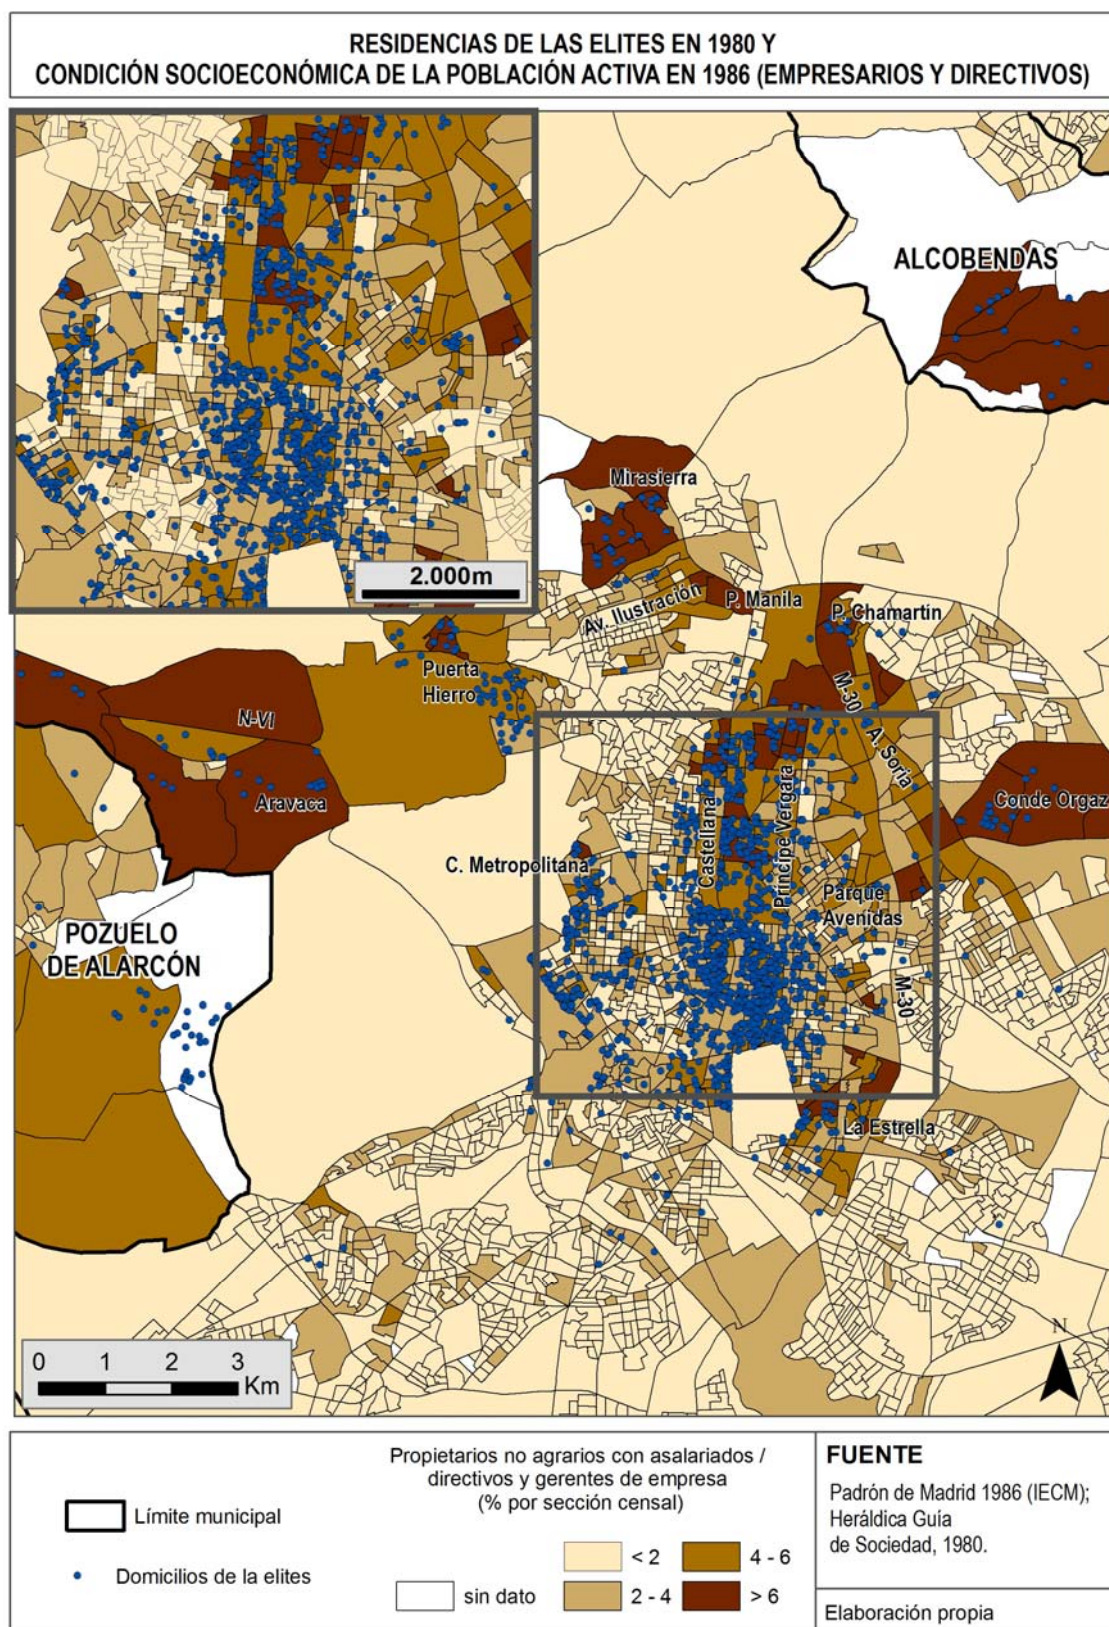 RESIDENCIAS DE LAS ELITES EN 1980 Y
CONDICIÓN SOCIOECONÓMICA DE LA POBLACIÓN ACTIVA EN 1986 (EMPRESARIOS Y DIRECTIVOS)
ALCOBENDAS
Mirasierra
2.000m
Av. Ilustración
P. Manila
P. Chamartín
Puerta
Hierro
M-30
N-VI
A. Soria
Aravaca
Castellana
Príncipe Vergara
Conde Orgaz
C. Metropolitana
Parque
Avenidas
POZUELO
DE ALARCÓN
M-30
La Estrella
N
0 1 2 3
Km
Límite municipal
Domicilios de la elites
Propietarios no agrarios con asalariados /
directivos y gerentes de empresa
(% por sección censal)
< 2
4 - 6
sin dato
2 - 4
> 6
FUENTE
Padrón de Madrid 1986 (IECM);
Heráldica Guía
de Sociedad, 1980.
Elaboración propia